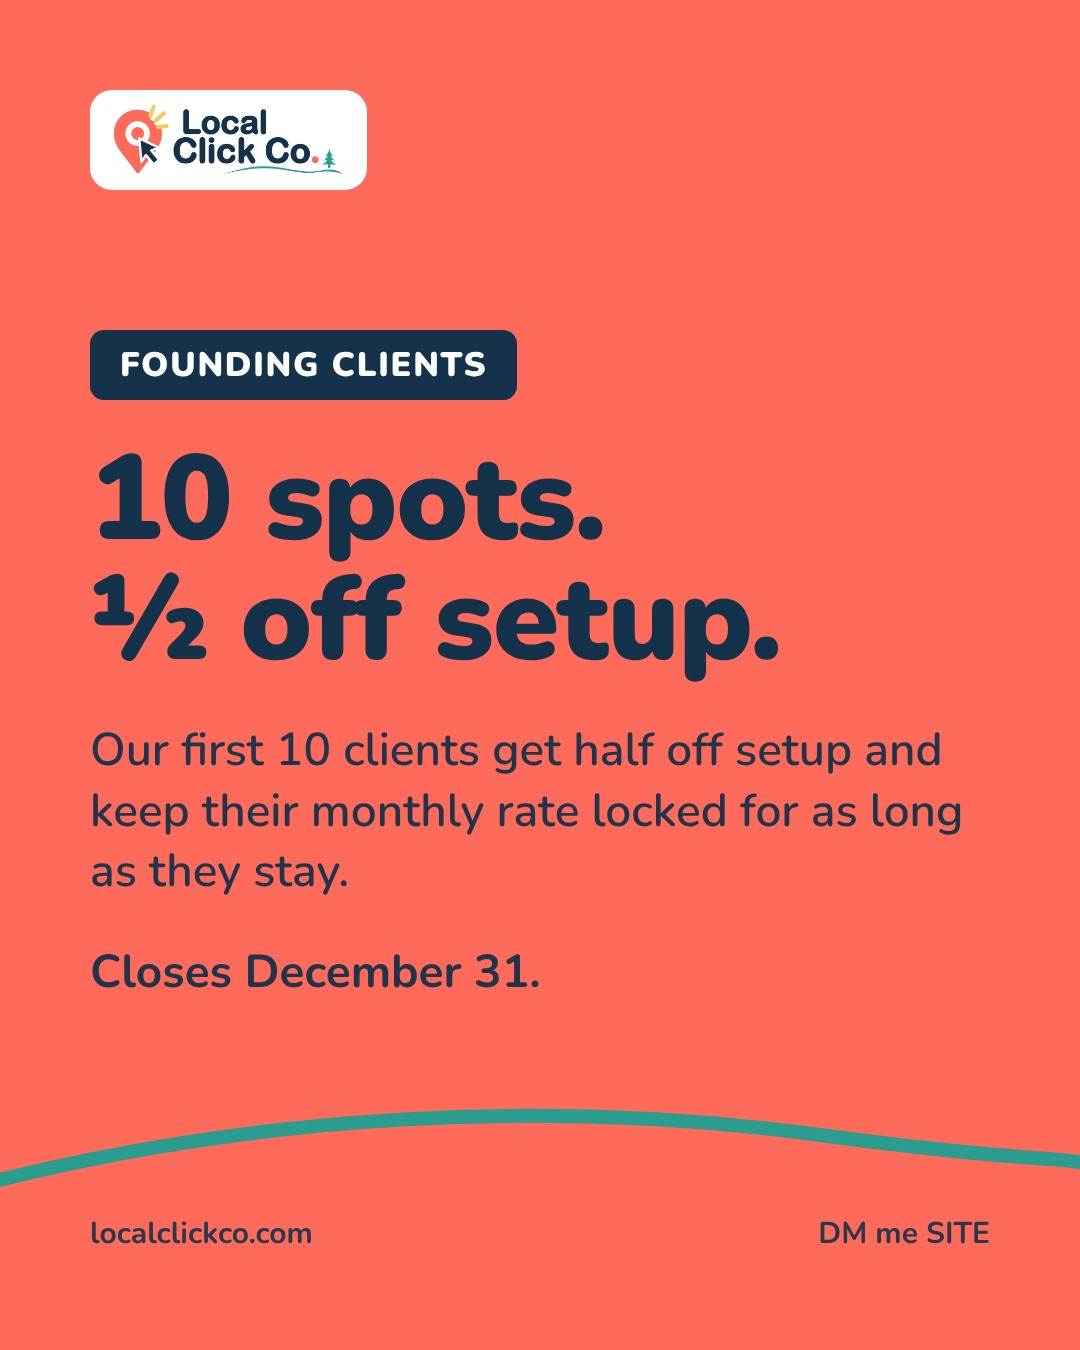 Local
Click Co.
FOUNDING CLIENTS
10 spots.
½ off setup.
Our first 10 clients get half off setup and
keep their monthly rate locked for as long
as they stay.
Closes December 31.
localclickco.com
DM me SITE